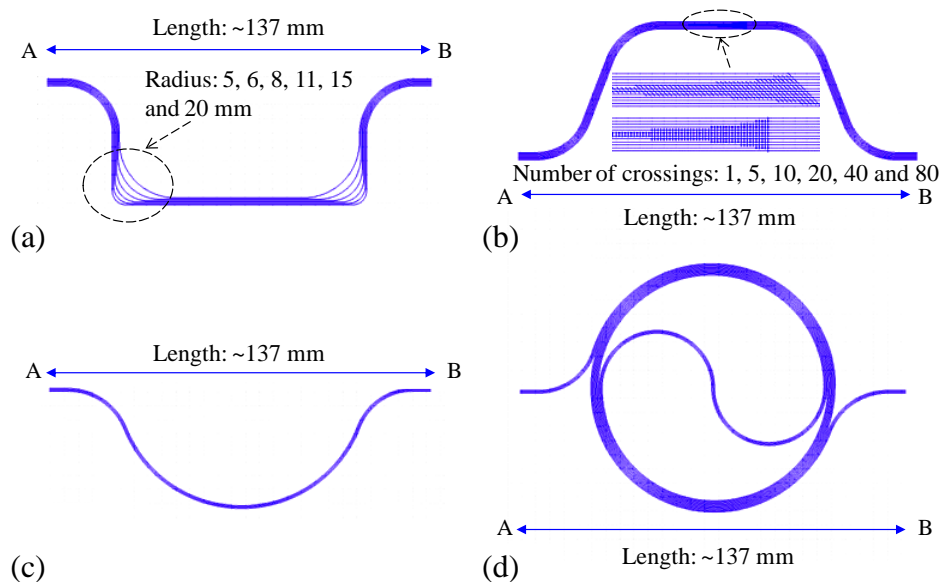 Length: ~137 mm
A
B
Radius: 5, 6, 8, 11, 15
and 20 mm
(a)
Number of crossings: 1, 5, 10, 20, 40 and 80
A
B
Length: ~137 mm
(b)
Length: ~137 mm
A
B
(c)
A
B
Length: ~137 mm
(d)